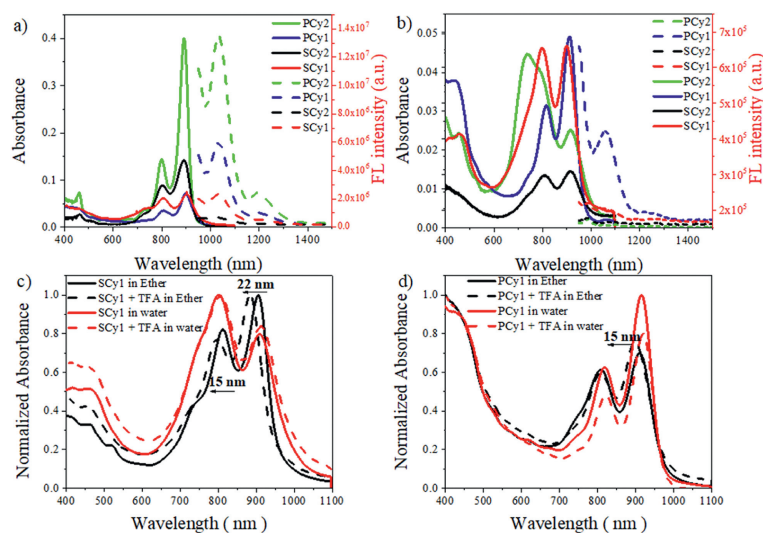 a)
Absorbance
0.4
0.3
0.2
0.1
0.0
PCy2
PCy1
SCy2
SCy1
PCy2
PCy1
SCy2
SCy1
1.4x10⁷
1.2x10⁷
1.0x10⁷
8.0x10⁶
6.0x10⁶
4.0x10⁶
2.0x10⁶
0.0
FL intensity (a.u.)
400 600 800 1000 1200 1400
Wavelength (nm)
b)
Absorbance
0.05
0.04
0.03
0.02
0.01
0.00
PCy2
PCy1
SCy2
SCy1
PCy2
PCy1
SCy2
SCy1
7x10⁵
6x10⁵
5x10⁵
4x10⁵
3x10⁵
2x10⁵
FL intensity (a.u.)
400 600 800 1000 1200 1400
Wavelength (nm)
c)
Normalized Absorbance
1.0
0.8
0.6
0.4
0.2
0.0
SCy1 in Ether
SCy1 + TFA in Ether
SCy1 in water
SCy1 + TFA in water
22 nm
15 nm
400 500 600 700 800 900 1000 1100
Wavelength ( nm)
d)
Normalized Absorbance
1.0
0.8
0.6
0.4
0.2
0.0
PCy1 in Ether
PCy1 + TFA in Ether
PCy1 in water
PCy1 + TFA in water
15 nm
400 500 600 700 800 900 1000 1100
Wavelength ( nm)